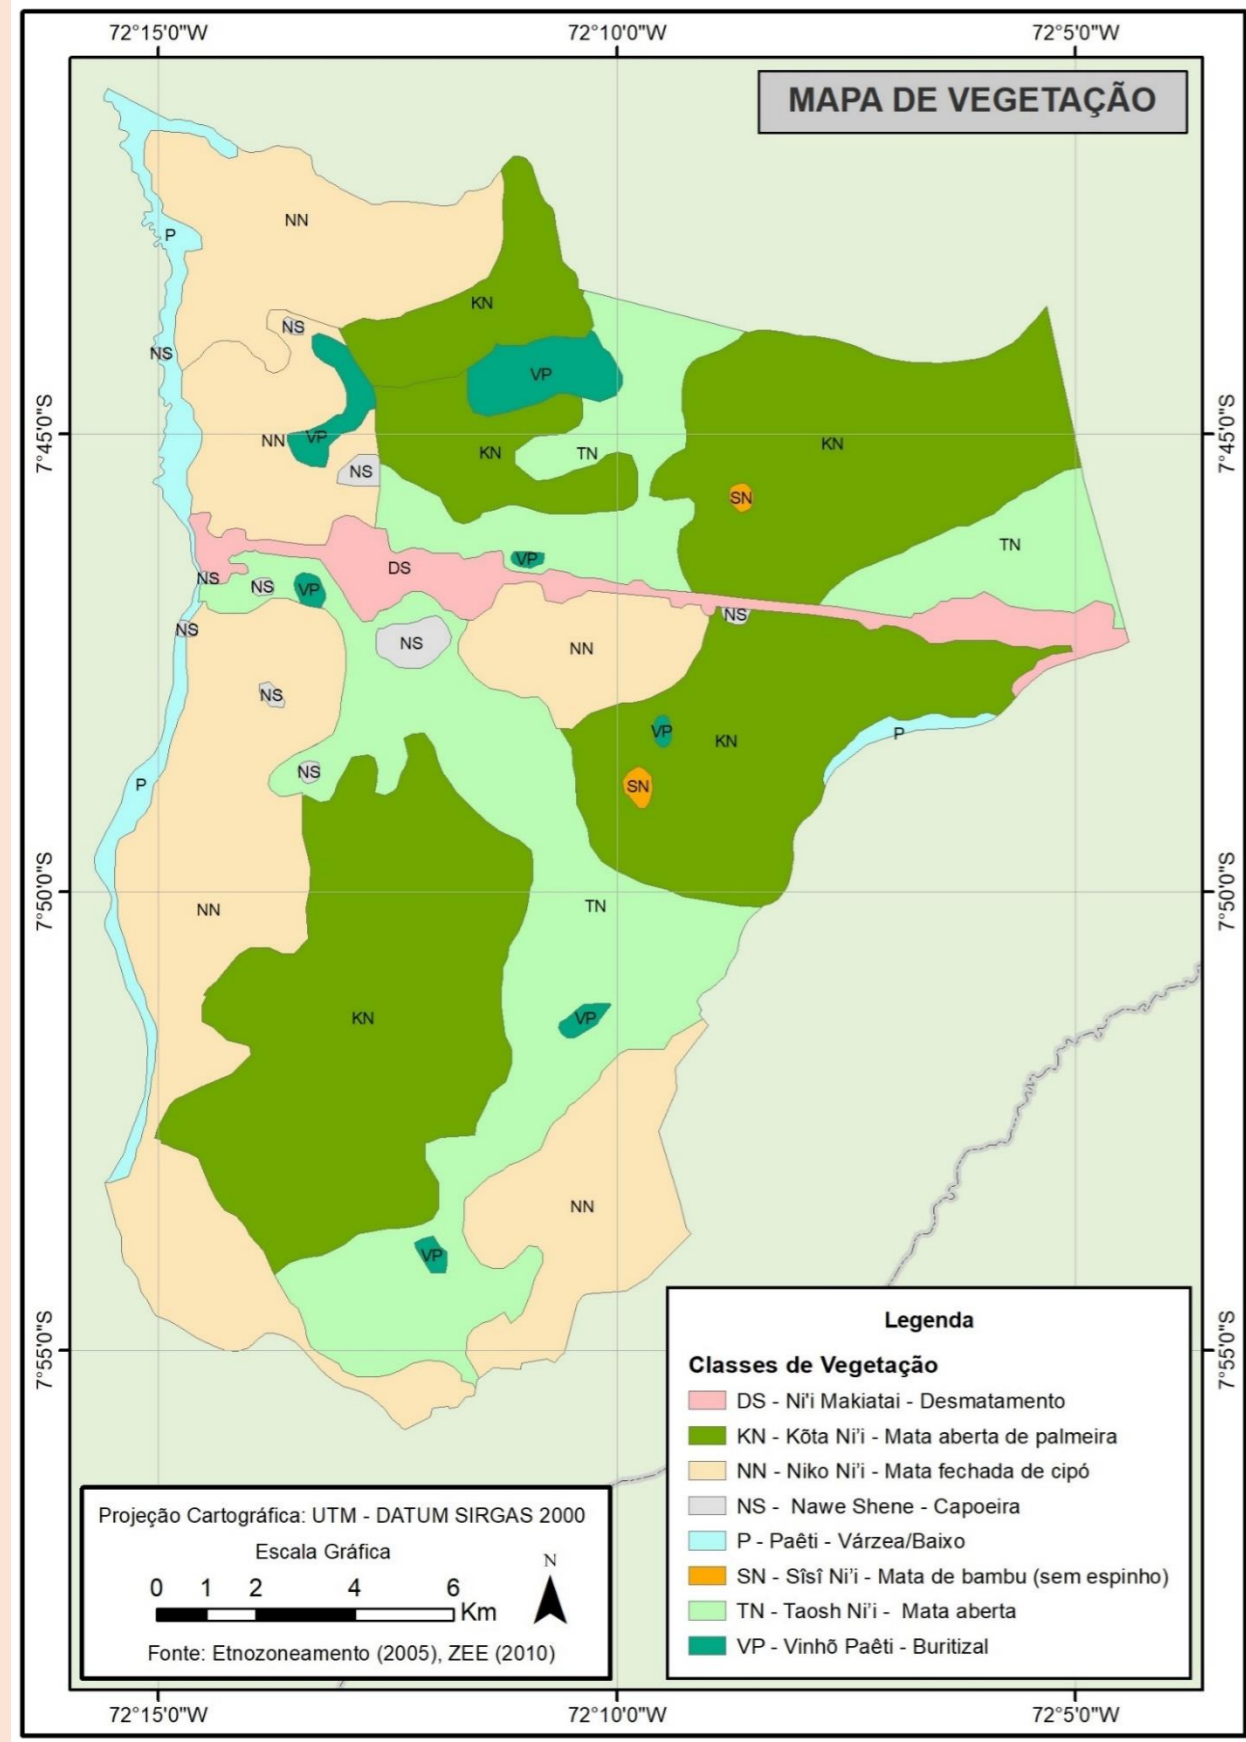 72°15'0"W 72°10'0"W 72°5'0"W
MAPA DE VEGETAÇÃO
NN
P
KN
NS
NS
VP
7°45'0"S
NN
VP
KN
TN
KN
7°45'0"S
NS
SN
TN
VP
DS
NS
NS
VP
NS
NS
NS
NN
NS
VP
KN
P
NS
SN
P
7°50'0"S
NN
TN
7°50'0"S
KN
VP
NN
VP
7°55'0"S
7°55'0"S
Legenda
Classes de Vegetação
DS - Ni'i Makiatai - Desmatamento
KN - Kõta Ni’i - Mata aberta de palmeira
NN - Niko Ni’i - Mata fechada de cipó
NS - Nawe Shene - Capoeira
P - Paêti - Várzea/Baixo
SN - Sîsî Ni’i - Mata de bambu (sem espinho)
TN - Taosh Ni’i - Mata aberta
VP - Vinhõ Paêti - Buritizal
Projeção Cartográfica: UTM - DATUM SIRGAS 2000
Escala Gráfica
N
0 1 2 4 6
Km
Fonte: Etnozoneamento (2005), ZEE (2010)
72°15'0"W 72°10'0"W 72°5'0"W